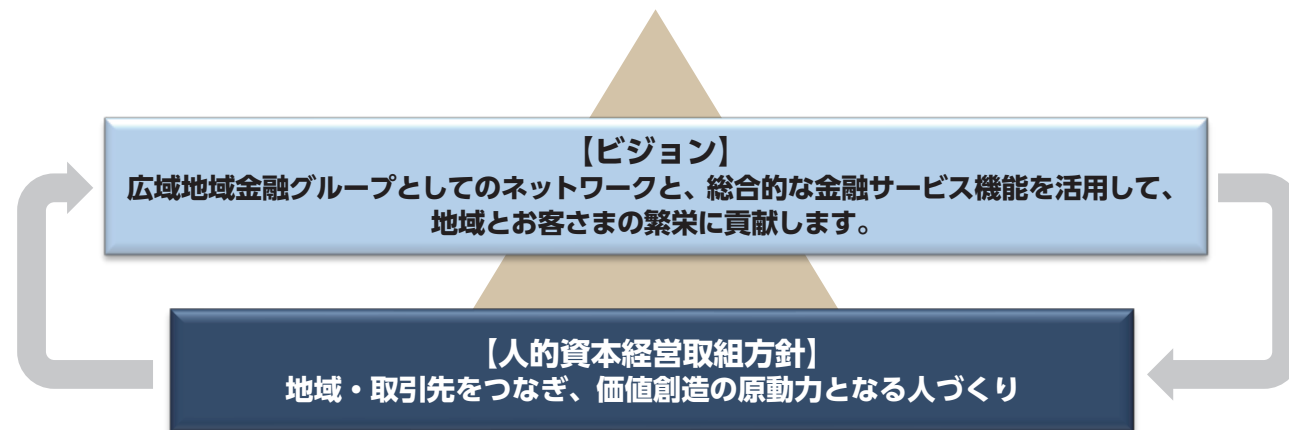 【ビジョン】
広域地域金融グループとしてのネットワークと、総合的な金融サービス機能を活用して、
地域とお客さまの繁栄に貢献します。
【人的資本経営取組方針】
地域・取引先をつなぎ、価値創造の原動力となる人づくり